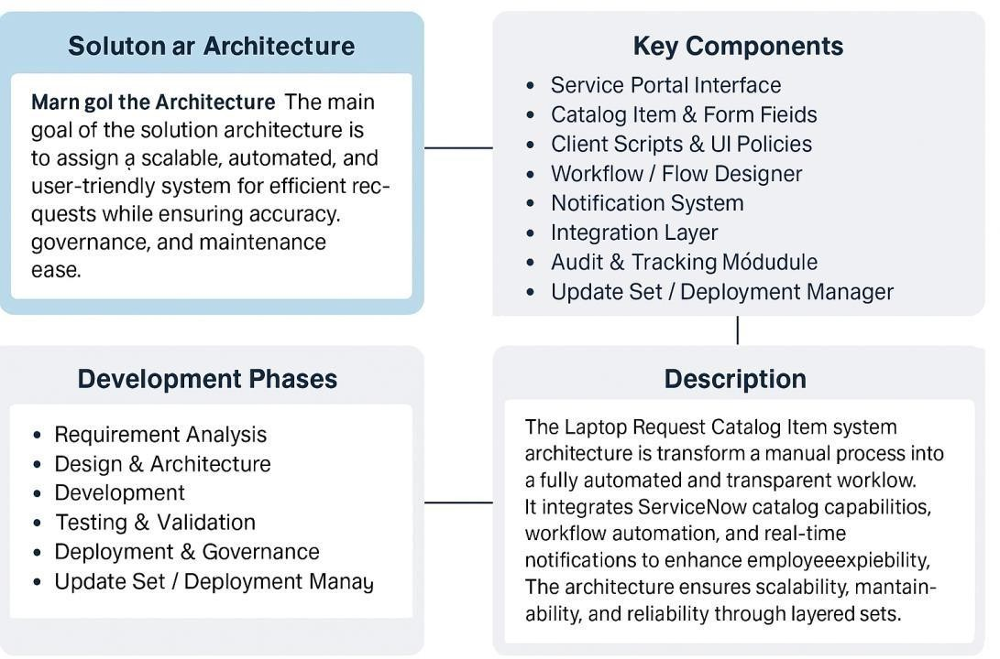 Soluton ar Architecture
Marn gol the Architecture The main
goal of the solution architecture is
to assign a scalable, automated, and
user-triendly system for efficient rec-
quests while ensuring accuracy.
governance, and maintenance
ease.
Key Components
• Service Portal Interface
• Catalog Item & Form Fieids
• Client Scripts & UI Policies
• Workflow / Flow Designer
• Notification System
• Integration Layer
• Audit & Tracking Módudule
• Update Set / Deployment Manager
Development Phases
• Requirement Analysis
• Design & Architecture
• Development
• Testing & Validation
• Deployment & Governance
• Update Set / Deployment Manay
Description
The Laptop Request Catalog Item system
architecture is transform a manual process into
a fully automated and transparent worklow.
It integrates ServiceNow catalog capabilitios,
workflow automation, and real-time
notifications to enhance employeeexpiebility,
The architecture ensures scalability, mantain-
ability, and reliability through layered sets.